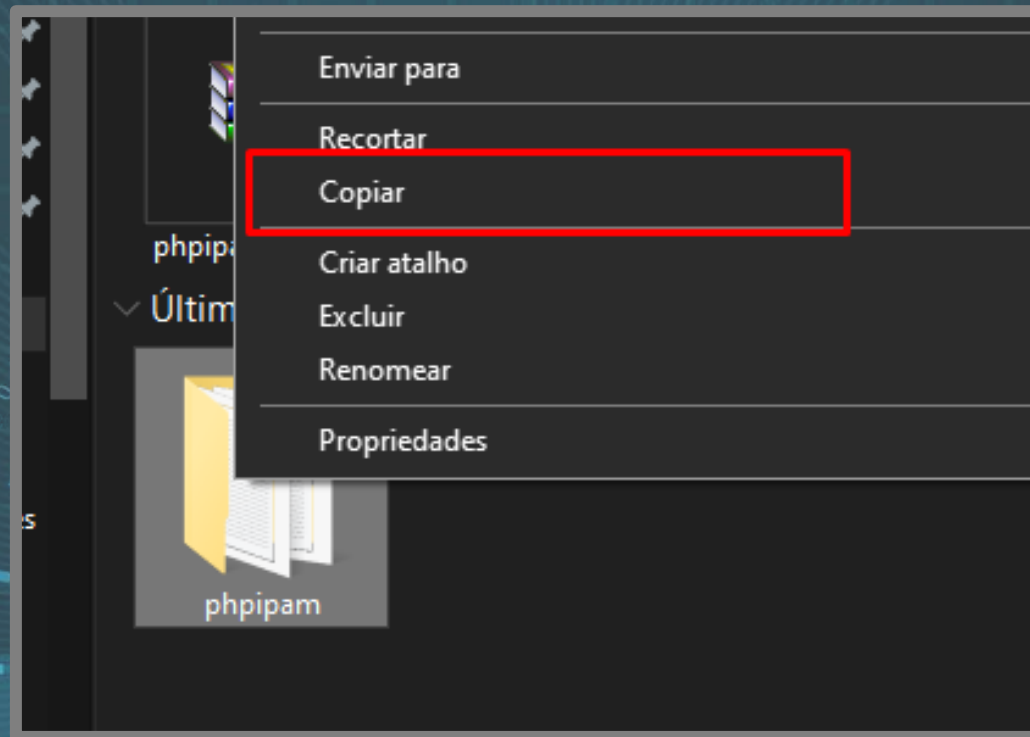 Enviar para
Recortar
Copiar
phpipa
Criar atalho
Últim
Excluir
Renomear
Propriedades
es
phpipam